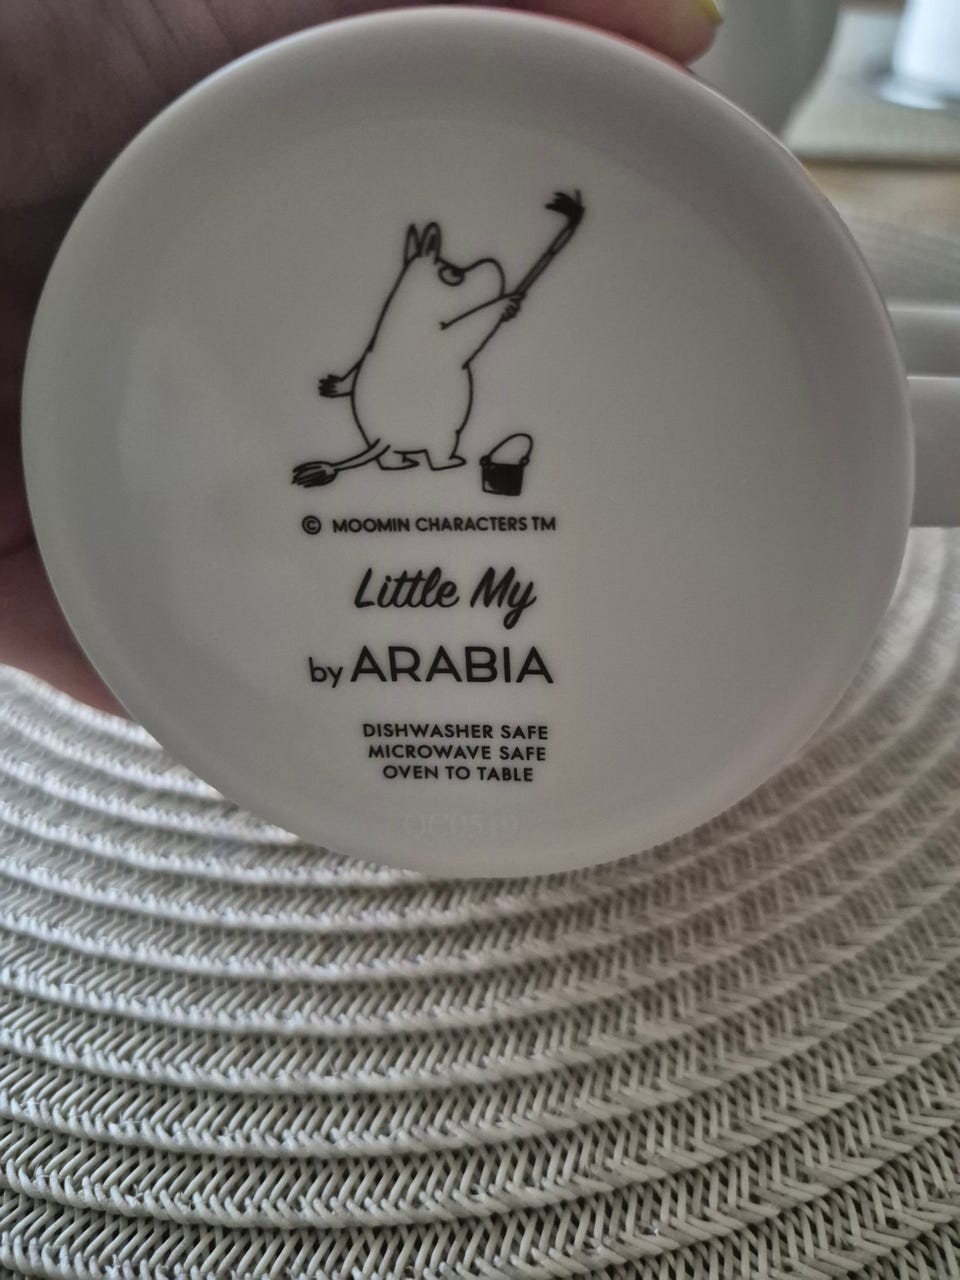 © MOOMIN CHARACTERS TM
Little My
by ARABIA
DISHWASHER SAFE
MICROWAVE SAFE
OVEN TO TABLE